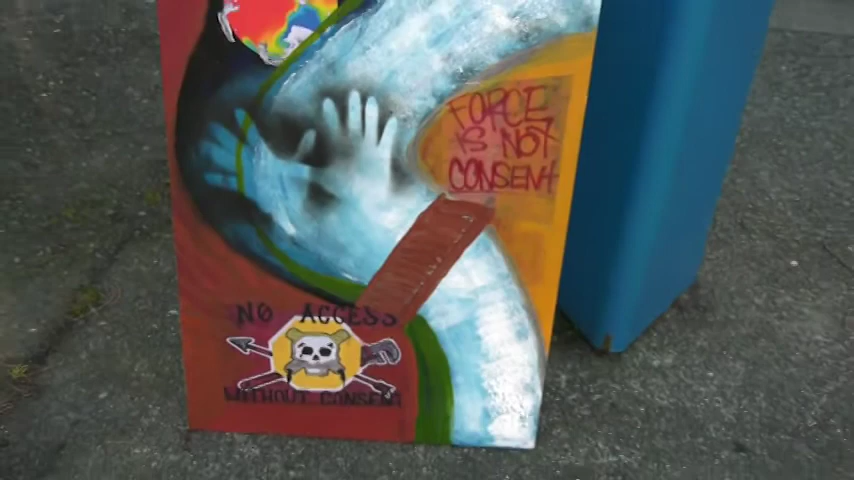 FORCE
IS NOT
CONSENT
NO ACCESS
WITHOUT CONSENT